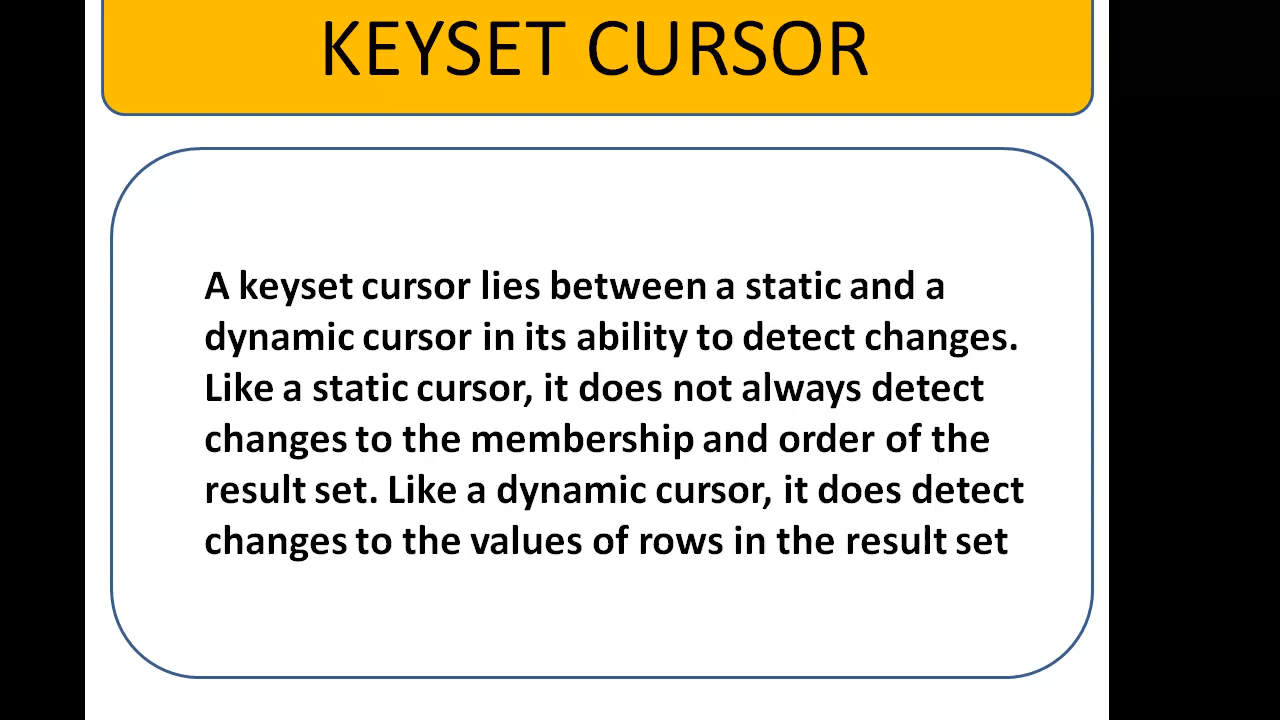 KEYSET CURSOR
A keyset cursor lies between a static and a
dynamic cursor in its ability to detect changes.
Like a static cursor, it does not always detect
changes to the membership and order of the
result set. Like a dynamic cursor, it does detect
changes to the values of rows in the result set